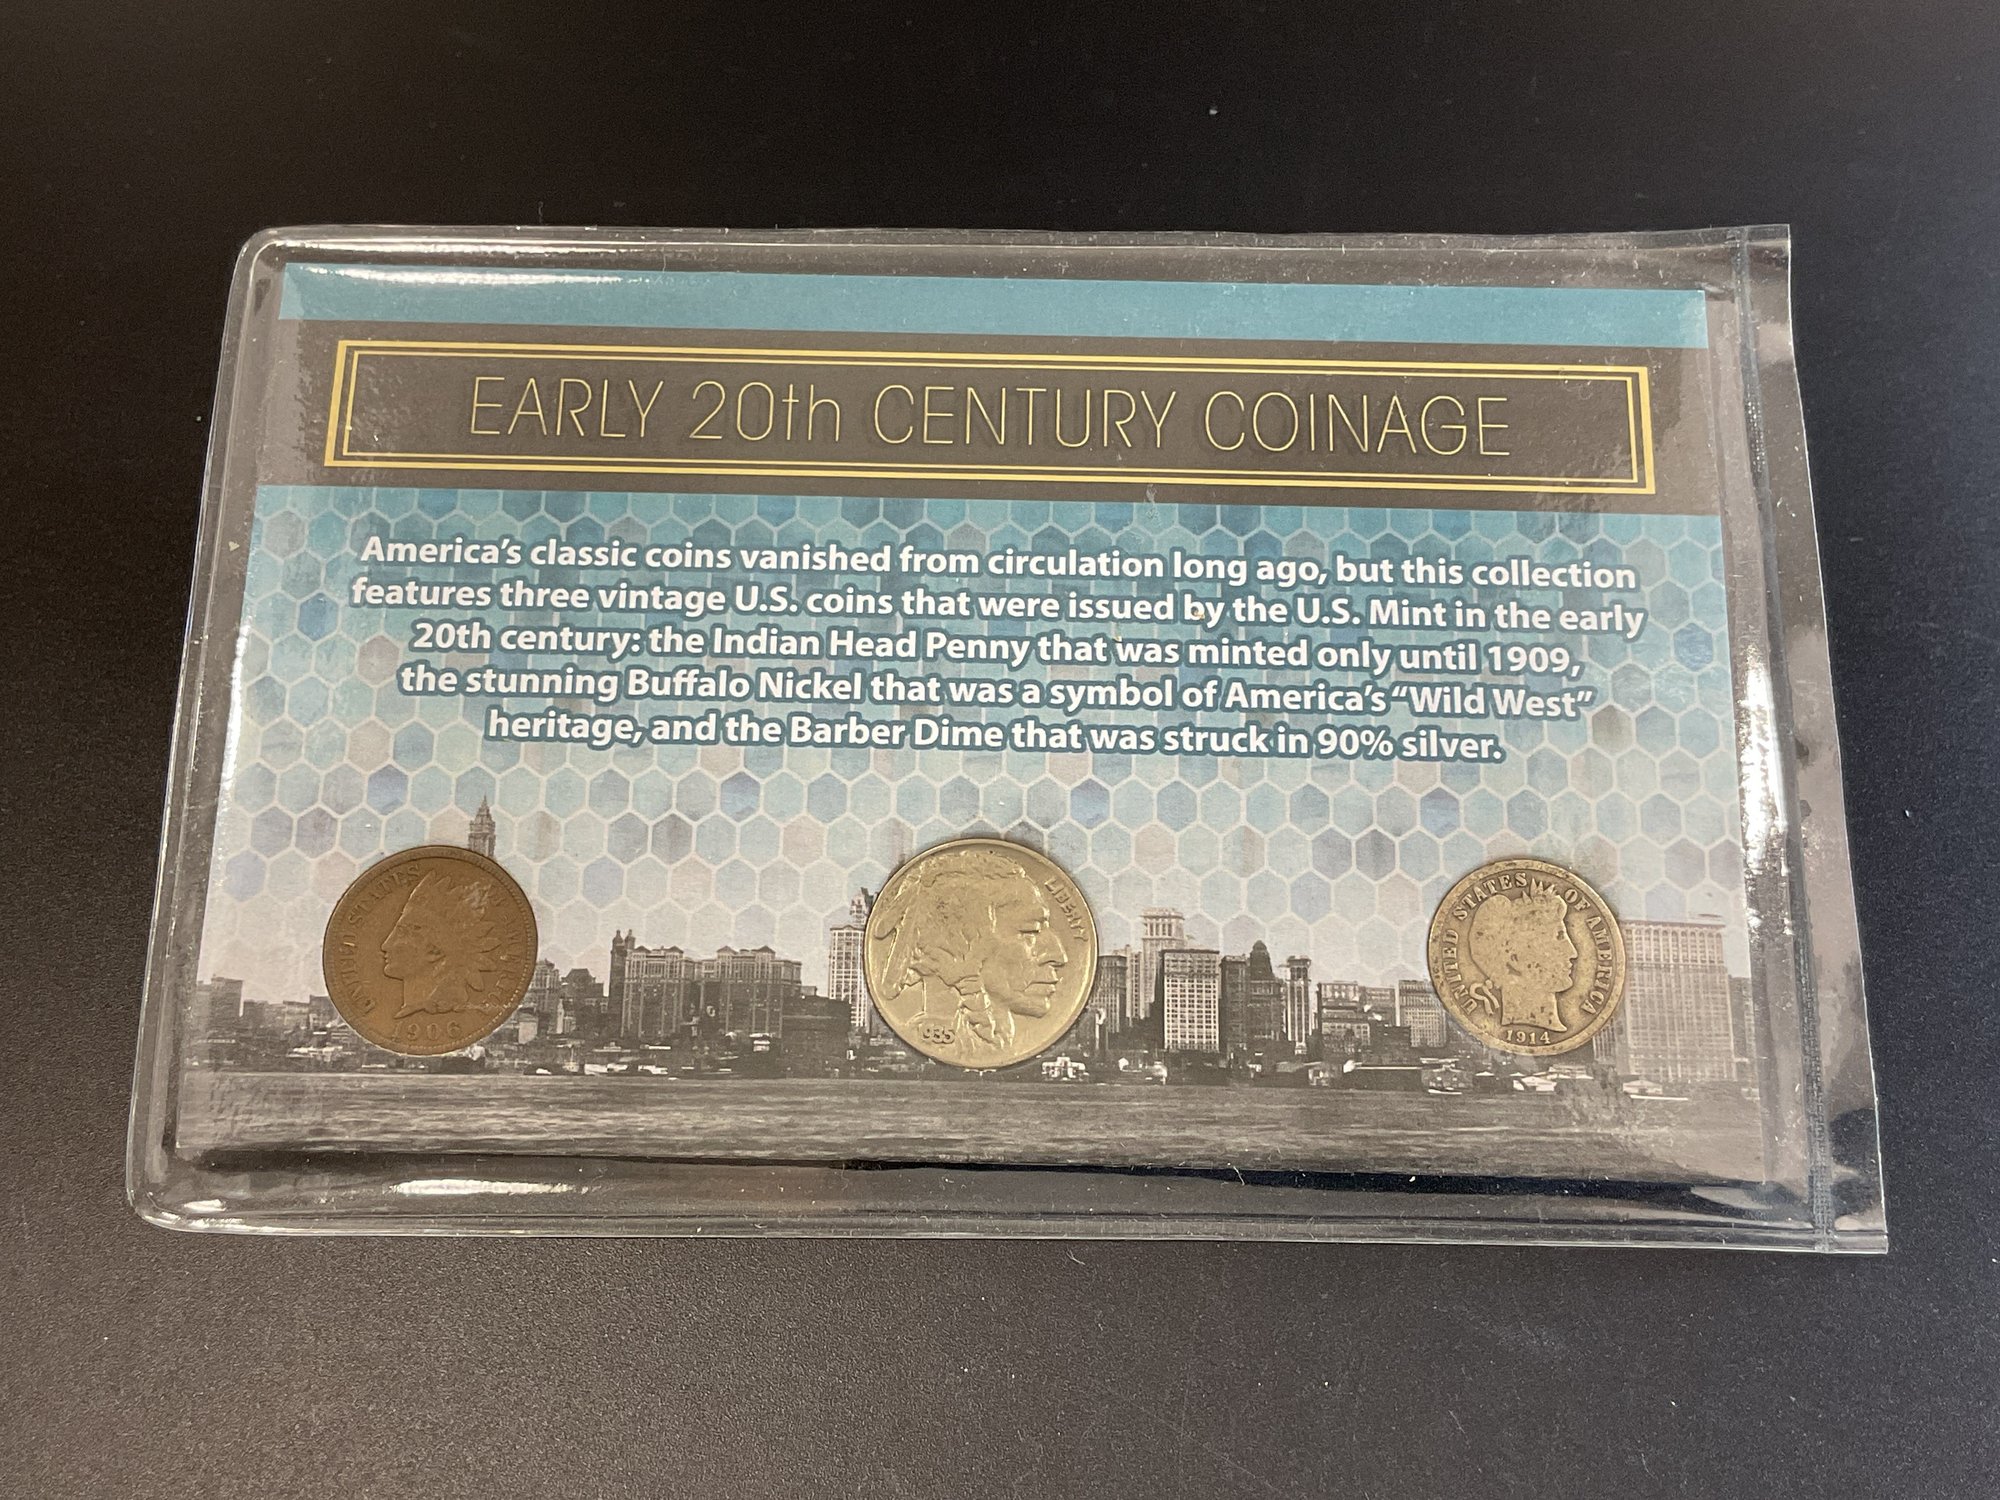 EARLY 20th CENTURY COINAGE
America's classic coins vanished from circulation long ago, but this collection
features three vintage U.S. coins that were issued by the U.S. Mint in the early
20th century: the Indian Head Penny that was minted only until 1909,
the stunning Buffalo Nickel that was a symbol of America's "Wild West"
heritage, and the Barber Dime that was struck in 90% silver.
UNITED STATES
1906
LIBERTY
1935
UNITED STATES OF AMERICA
1914